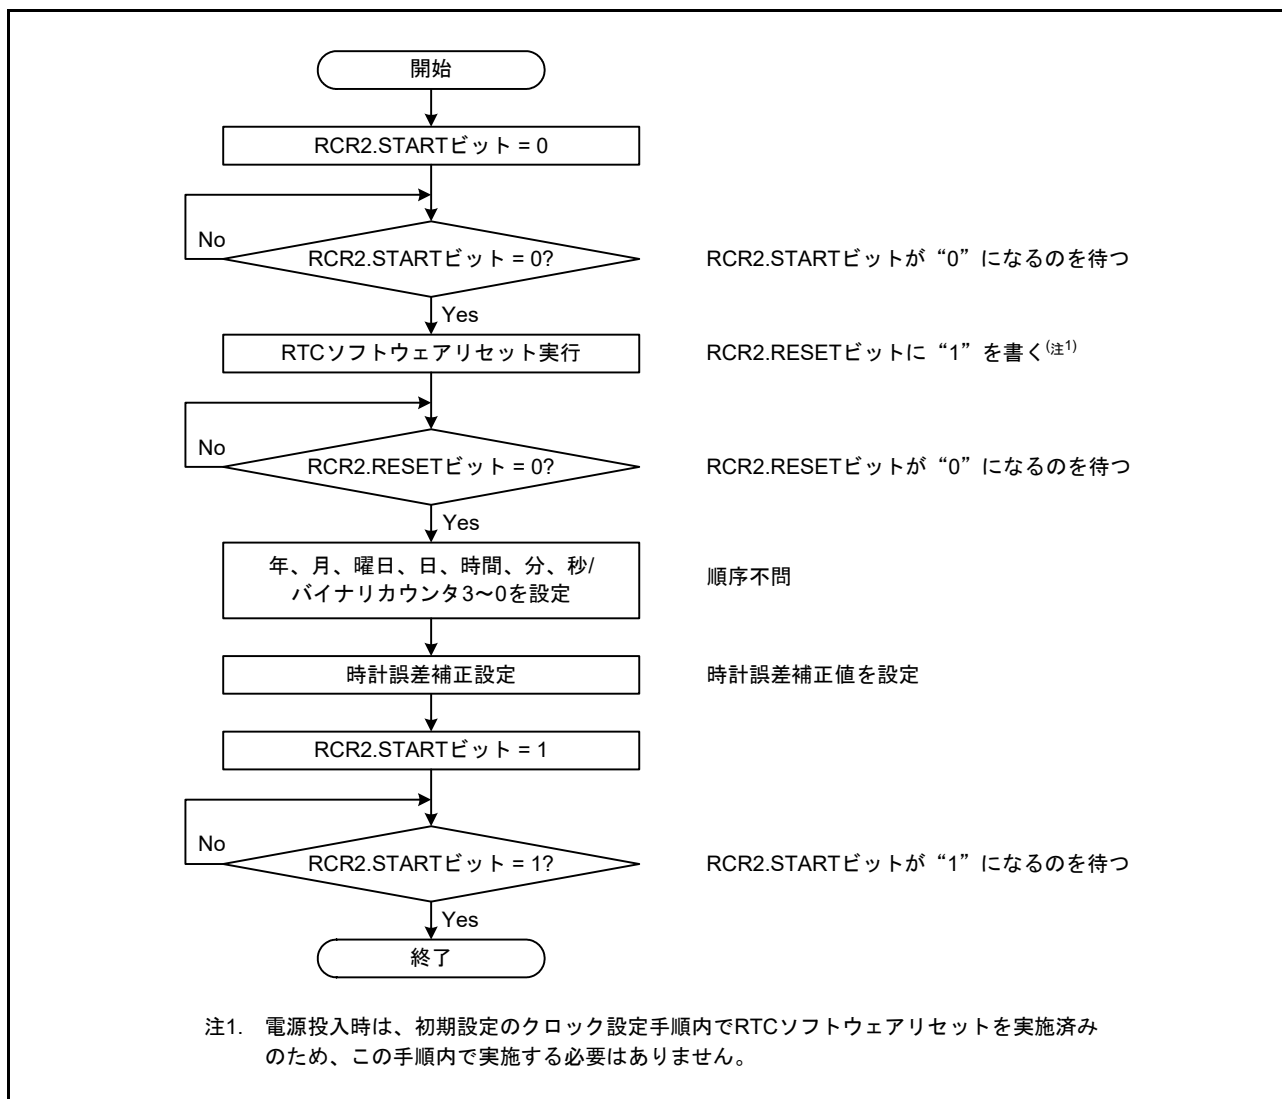 開始
RCR2.STARTビット = 0
No
RCR2.STARTビット = 0?
RCR2.STARTビットが“0”になるのを待つ
Yes
RTCソフトウェアリセット実行
RCR2.RESETビットに“1”を書く(注1)
No
RCR2.RESETビット = 0?
RCR2.RESETビットが“0”になるのを待つ
Yes
年、月、曜日、日、時間、分、秒/
バイナリカウンタ3～0を設定
順序不問
時計誤差補正設定
時計誤差補正値を設定
RCR2.STARTビット = 1
No
RCR2.STARTビット = 1?
RCR2.STARTビットが“1”になるのを待つ
Yes
終了
注1. 電源投入時は、初期設定のクロック設定手順内でRTCソフトウェアリセットを実施済み
のため、この手順内で実施する必要はありません。